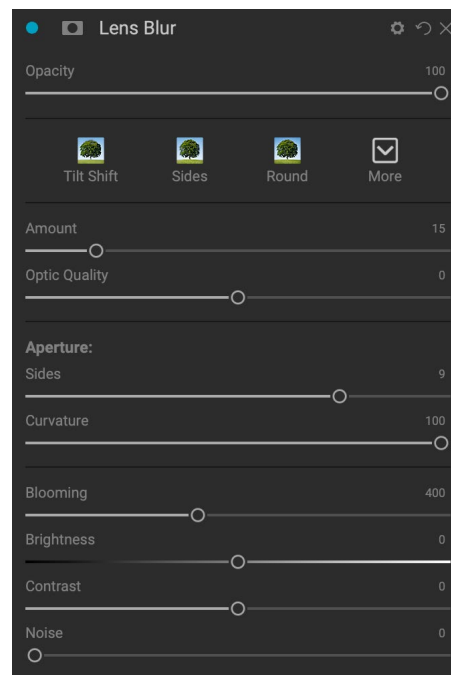 Lens Blur
Opacity 100
Tilt Shift Sides Round More
Amount 15
Optic Quality 0
Aperture:
Sides 9
Curvature 100
Blooming 400
Brightness 0
Contrast 0
Noise 0